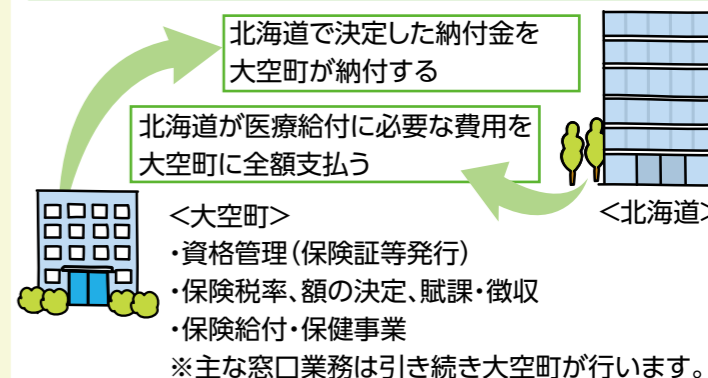 北海道で決定した納付金を
大空町が納付する
北海道が医療給付に必要な費用を
大空町に全額支払う
＜大空町＞
・資格管理(保険証等発行)
・保険税率、額の決定、賦課・徴収
・保険給付・保健事業
※主な窓口業務は引き続き大空町が行います。
＜北海道＞